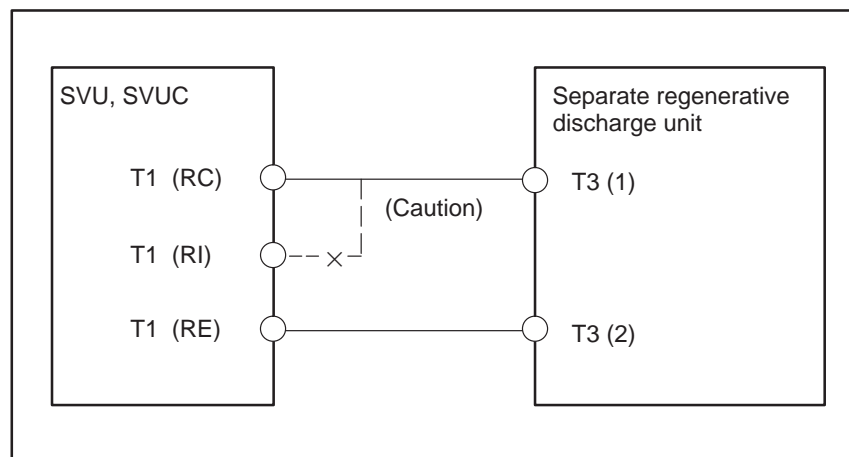 SVU, SVUC
Separate regenerative
discharge unit
T1 (RC)
T3 (1)
(Caution)
T1 (RI)
T1 (RE)
T3 (2)